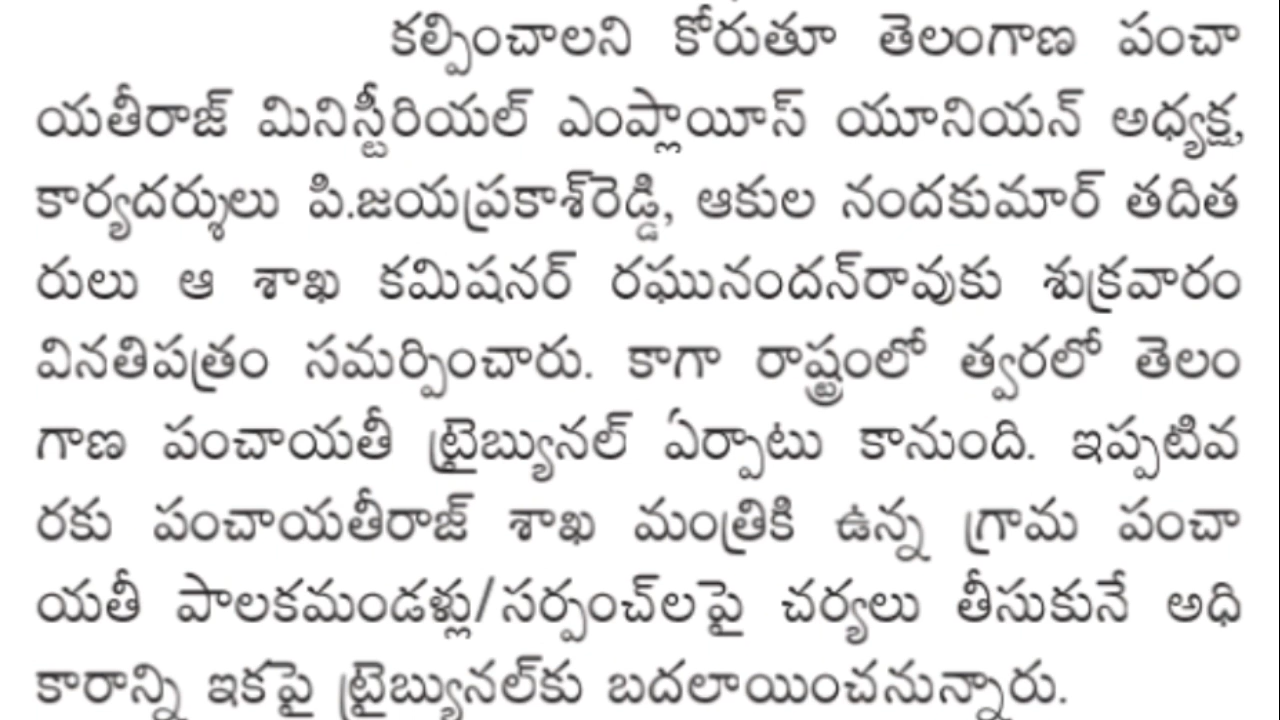 కల్పించాలని కోరుతూ తెలంగాణ పంచా
యతీరాజ్ మినిస్టీరియల్ ఎంప్లాయీస్ యూనియన్ అధ్యక్ష,
కార్యదర్శులు పి.జయప్రకాశ్‌రెడ్డి, ఆకుల నందకుమార్ తదిత
రులు ఆ శాఖ కమిషనర్ రఘునందన్‌రావుకు శుక్రవారం
వినతిపత్రం సమర్పించారు. కాగా రాష్ట్రంలో త్వరలో తెలం
గాణ పంచాయతీ ట్రైబ్యునల్ ఏర్పాటు కానుంది. ఇప్పటివ
రకు పంచాయతీరాజ్ శాఖ మంత్రికి ఉన్న గ్రామ పంచా
యతీ పాలకమండళ్లు/సర్పంచ్‌లపై చర్యలు తీసుకునే అధి
కారాన్ని ఇకపై ట్రైబ్యునల్‌కు బదలాయించనున్నారు.